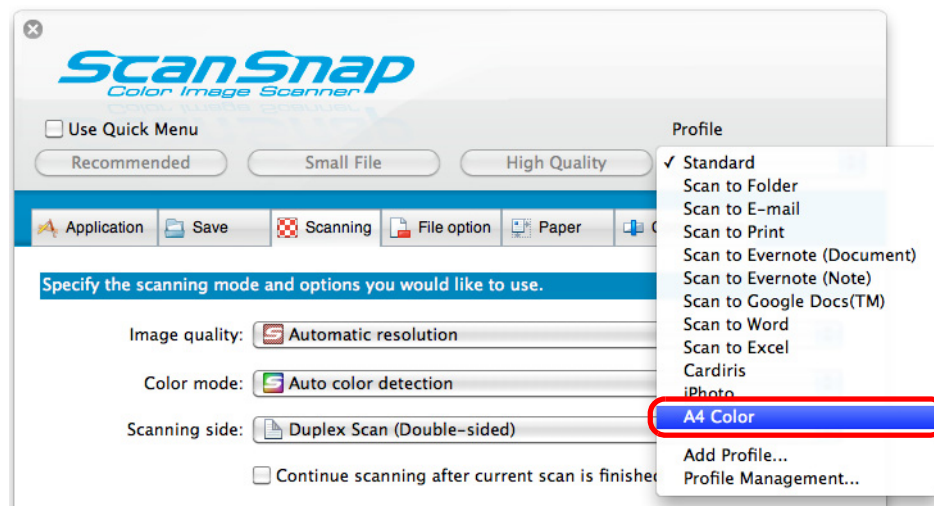 ScanSnap
Color Image Scanner
Use Quick Menu
Profile
Recommended
Small File
High Quality
✓ Standard
Scan to Folder
Scan to E-mail
Scan to Print
Scan to Evernote (Document)
Scan to Evernote (Note)
Scan to Google Docs(TM)
Scan to Word
Scan to Excel
Cardiris
iPhoto
A4 Color
Add Profile...
Profile Management...
Application
Save
Scanning
File option
Paper
Specify the scanning mode and options you would like to use.
Image quality: Automatic resolution
Color mode: Auto color detection
Scanning side: Duplex Scan (Double-sided)
Continue scanning after current scan is finished